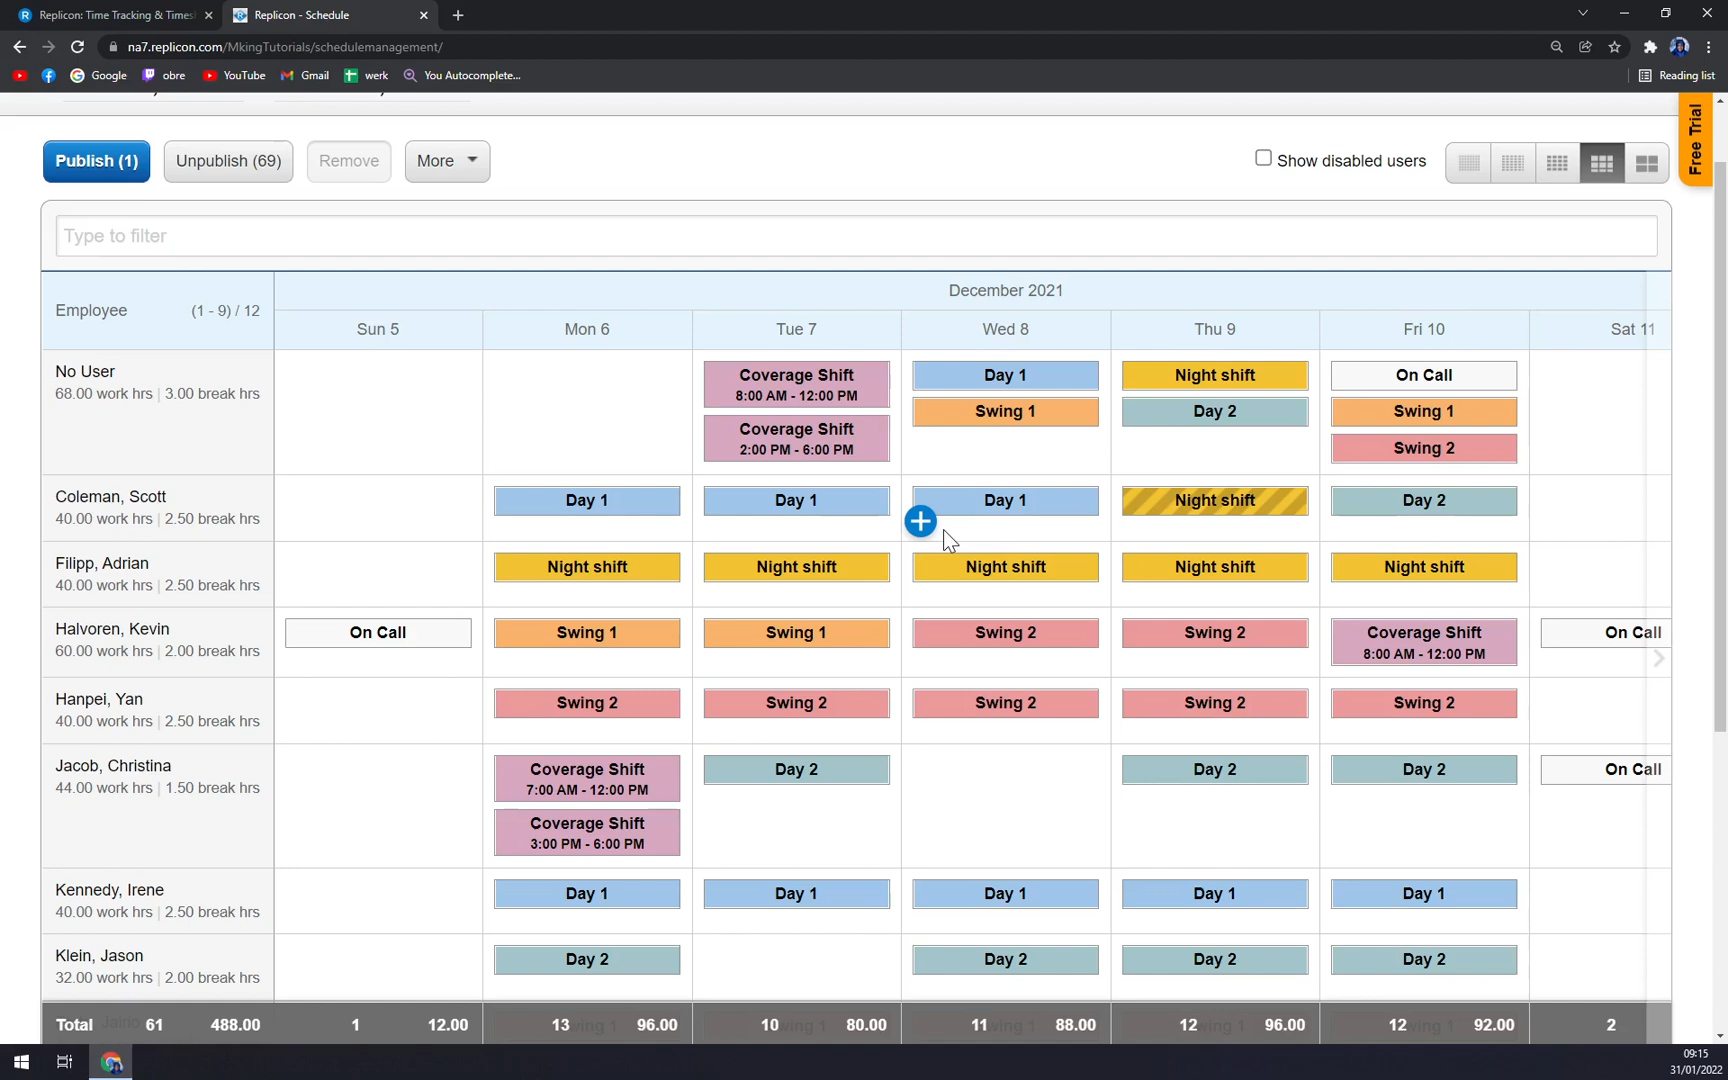 Replicon: Time Tracking & Times
Replicon - Schedule
na7.replicon.com/MkingTutorials/schedulemanagement/
Google
obre
YouTube
Gmail
werk
You Autocomplete...
Reading list
Free Trial
Publish (1)
Unpublish (69)
Remove
More
Show disabled users
Type to filter
Employee (1 - 9) / 12
December 2021
Sun 5 Mon 6 Tue 7 Wed 8 Thu 9 Fri 10 Sat 11
No User
68.00 work hrs | 3.00 break hrs
Coverage Shift
8:00 AM - 12:00 PM
Coverage Shift
2:00 PM - 6:00 PM
Day 1
Swing 1
Night shift
Day 2
On Call
Swing 1
Swing 2
Coleman, Scott
40.00 work hrs | 2.50 break hrs
Day 1 Day 1 Day 1 Night shift Day 2
Filipp, Adrian
40.00 work hrs | 2.50 break hrs
Night shift Night shift Night shift Night shift Night shift
Halvoren, Kevin
60.00 work hrs | 2.00 break hrs
On Call Swing 1 Swing 1 Swing 2 Swing 2
Coverage Shift
8:00 AM - 12:00 PM
On Call
Hanpei, Yan
40.00 work hrs | 2.50 break hrs
Swing 2 Swing 2 Swing 2 Swing 2 Swing 2
Jacob, Christina
44.00 work hrs | 1.50 break hrs
Coverage Shift
7:00 AM - 12:00 PM
Coverage Shift
3:00 PM - 6:00 PM
Day 2 Day 2 Day 2 On Call
Kennedy, Irene
40.00 work hrs | 2.50 break hrs
Day 1 Day 1 Day 1 Day 1 Day 1
Klein, Jason
32.00 work hrs | 2.00 break hrs
Day 2 Day 2 Day 2 Day 2
Total 61 488.00 1 12.00 13 96.00 10 80.00 11 88.00 12 96.00 12 92.00 2
09:15
31/01/2022